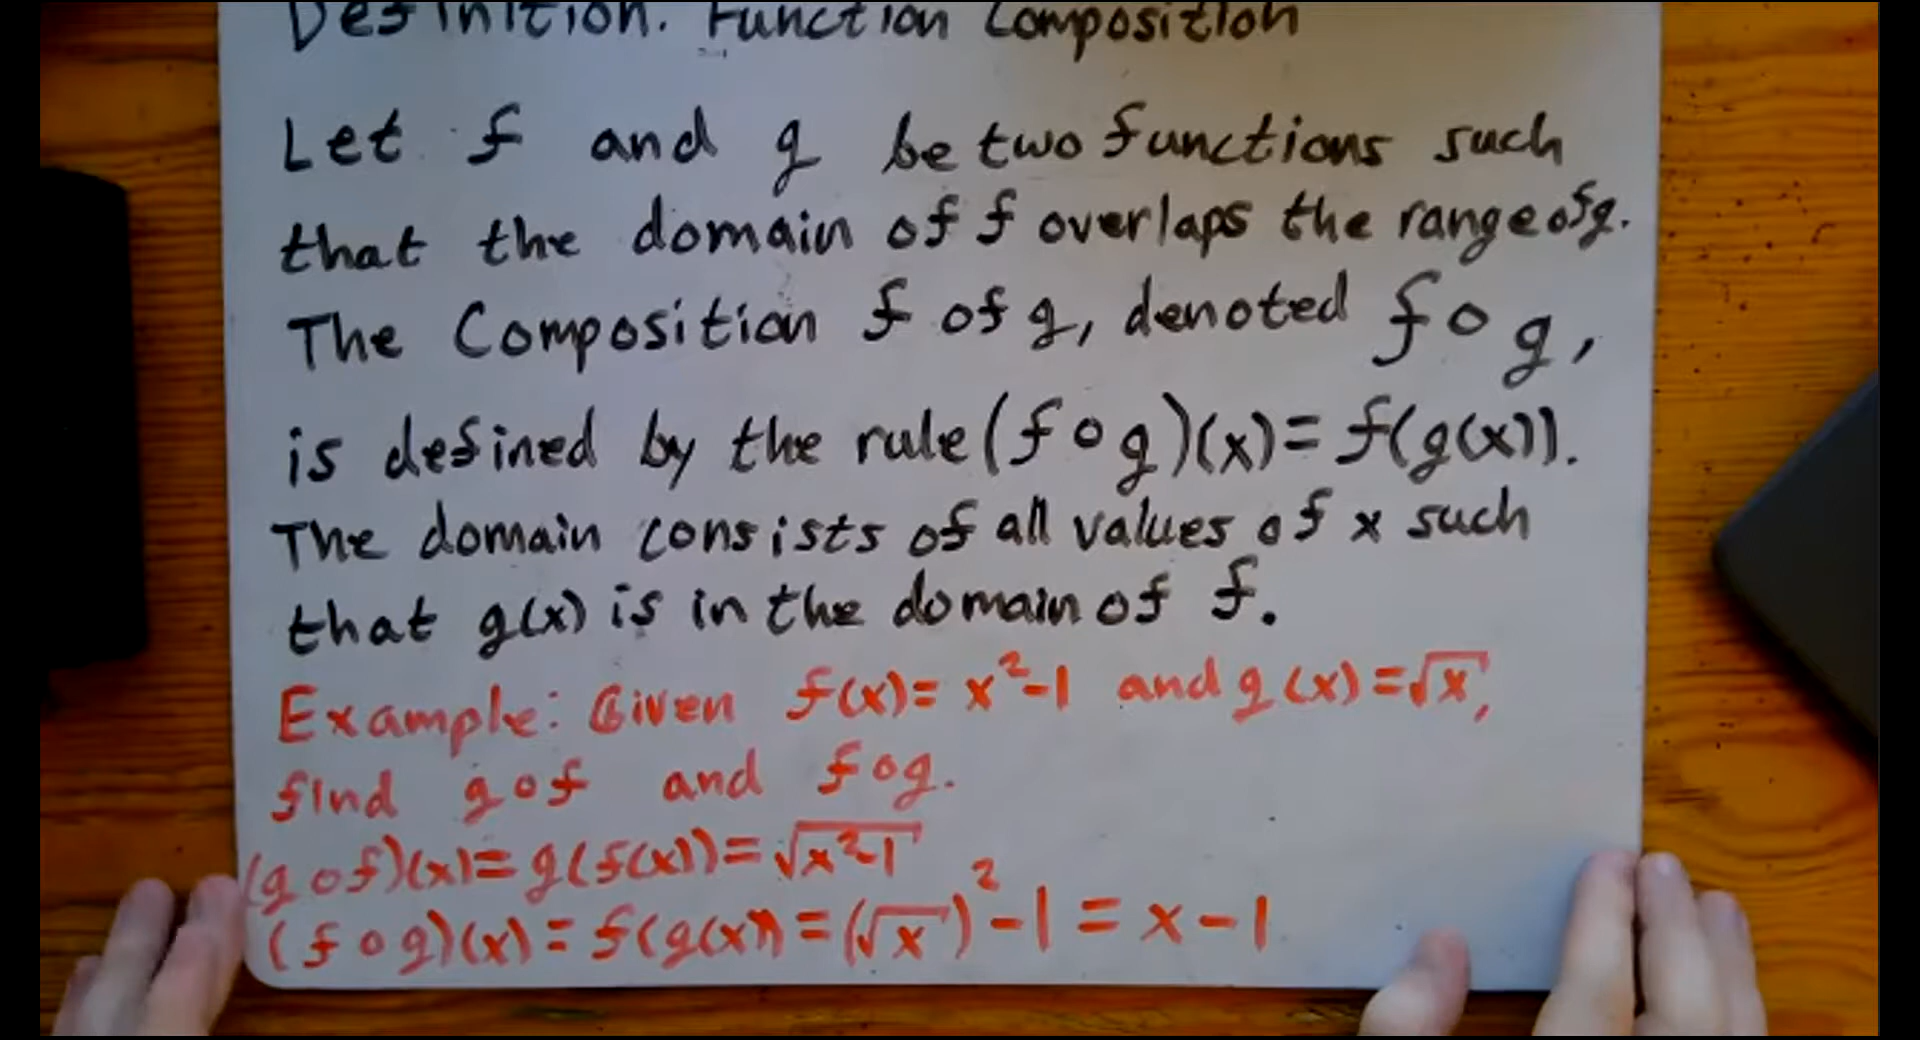 Definition. Function Composition
Let f and g be two functions such
that the domain of f overlaps the range of g.
The Composition f of g, denoted f∘g,
is defined by the rule (f∘g)(x)= f(g(x)).
The domain consists of all values of x such
that g(x) is in the domain of f.
Example: Given f(x)= x²-1 and g(x)=√x,
find g∘f and f∘g.
(g∘f)(x)= g(f(x))= √x²-1
(f∘g)(x)= f(g(x))=(√x)²-1 = x-1